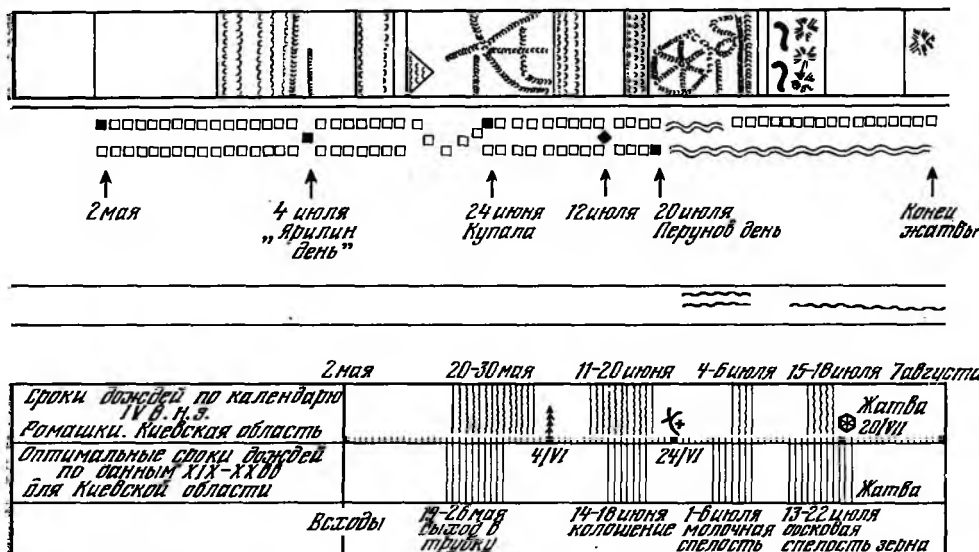 2 мая
4 июля
„Ярилин
день”
24 июня
Купала
12 июля
20 июля
Перунов день
Конец
жатвы
2 мая 20-30 мая 11-20 июня 4-6 июля 15-18 июля 7 августа
Сроки дождей по календарю
IV в. н.э.
Ромашки. Киевская область
Жатва
20/VII
4/VI 24/VI
Оптимальные сроки дождей
по данным XIX-XX вв
для Киевской области
Жатва
Всходы
19-26 мая
выход в
трубку
14-18 июня
колошение
1-6 июля
молочная
спелость
13-22 июля
восковая
спелость зерна